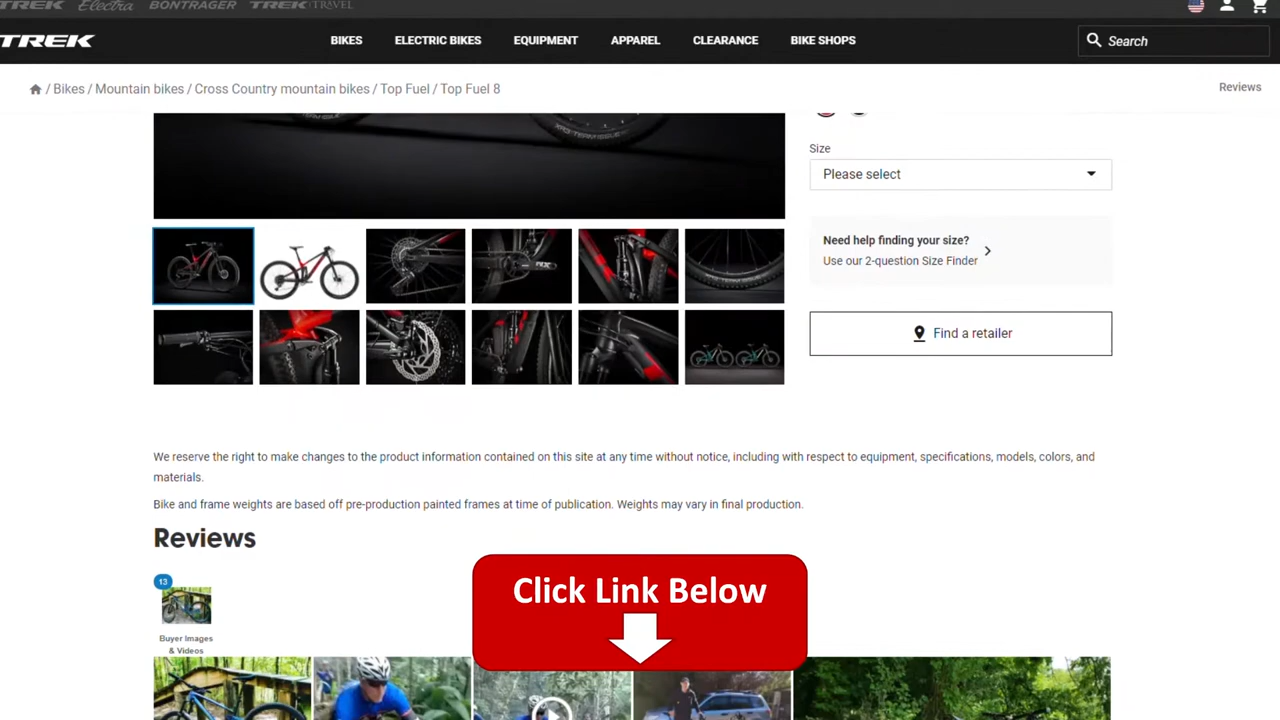 TREK Electra BONTRAGER TREK TRAVEL
TREK
BIKES ELECTRIC BIKES EQUIPMENT APPAREL CLEARANCE BIKE SHOPS
Search
/ Bikes / Mountain bikes / Cross Country mountain bikes / Top Fuel / Top Fuel 8
Reviews
Size
Please select
Need help finding your size?
Use our 2-question Size Finder
Find a retailer
We reserve the right to make changes to the product information contained on this site at any time without notice, including with respect to equipment, specifications, models, colors, and
materials.
Bike and frame weights are based off pre-production painted frames at time of publication. Weights may vary in final production.
Reviews
13
Buyer Images
& Videos
Click Link Below